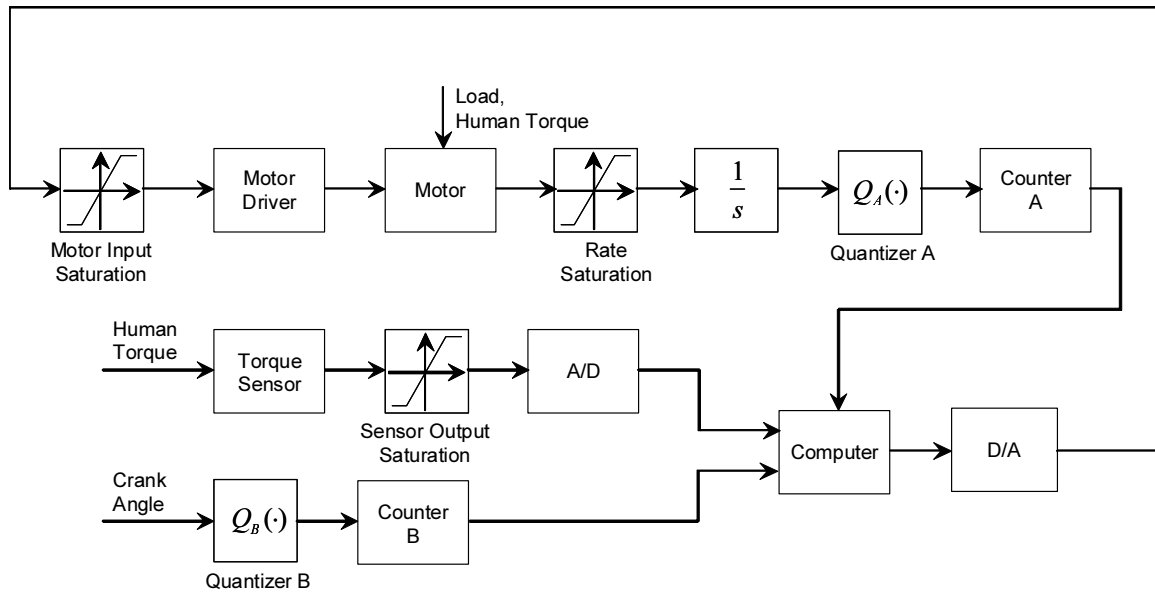 Load,
Human Torque
Motor
Driver
Motor
1
s
Q_A(·)
Counter
A
Motor Input
Saturation
Rate
Saturation
Quantizer A
Human
Torque
Torque
Sensor
A/D
Sensor Output
Saturation
Computer
D/A
Crank
Angle
Q_B(·)
Counter
B
Quantizer B